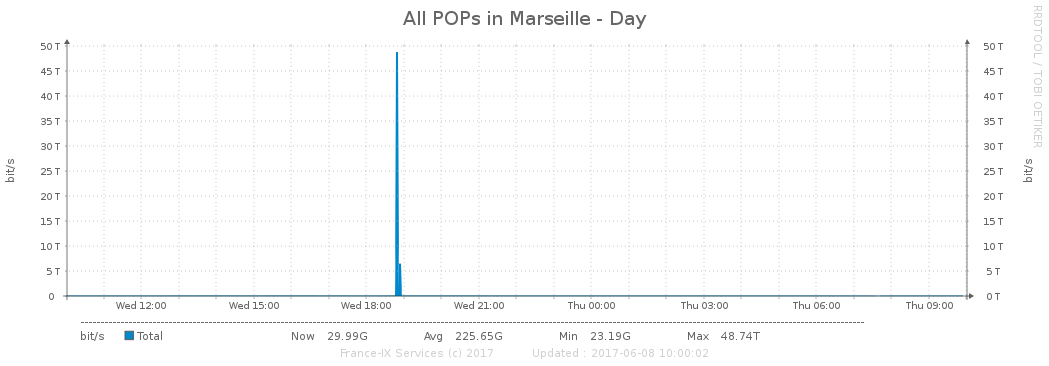 All POPs in Marseille - Day
RRDTOOL / TOBI OETIKER
bit/s
50 T 50 T
45 T 45 T
40 T 40 T
35 T 35 T
30 T 30 T
25 T 25 T
20 T 20 T
15 T 15 T
10 T 10 T
5 T 5 T
0 0 T
bit/s
Wed 12:00 Wed 15:00 Wed 18:00 Wed 21:00 Thu 00:00 Thu 03:00 Thu 06:00 Thu 09:00
bit/s Total Now 29.99G Avg 225.65G Min 23.19G Max 48.74T
France-IX Services (c) 2017 Updated : 2017-06-08 10:00:02